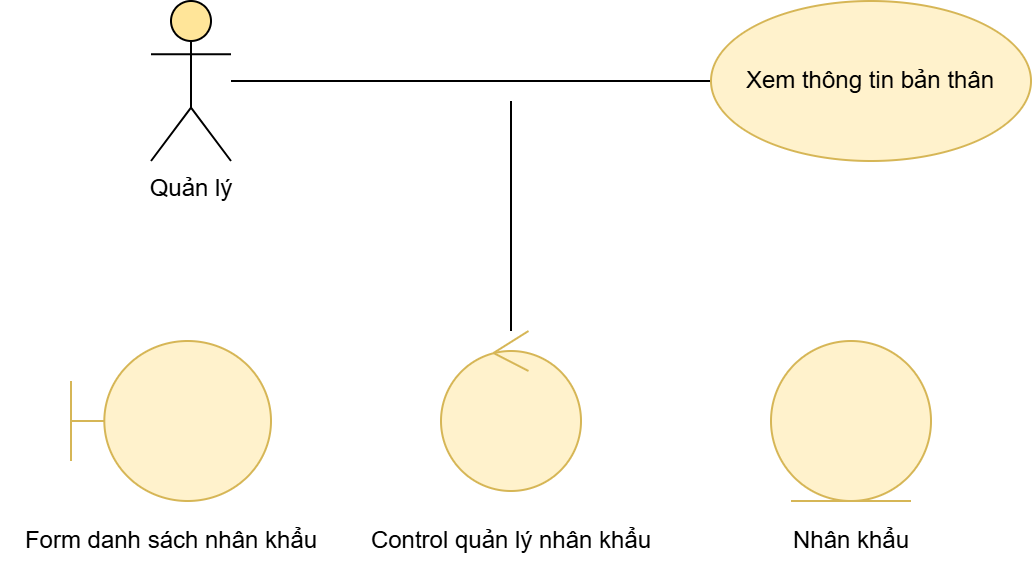 Xem thông tin bản thân
Quản lý
Form danh sách nhân khẩu
Control quản lý nhân khẩu
Nhân khẩu